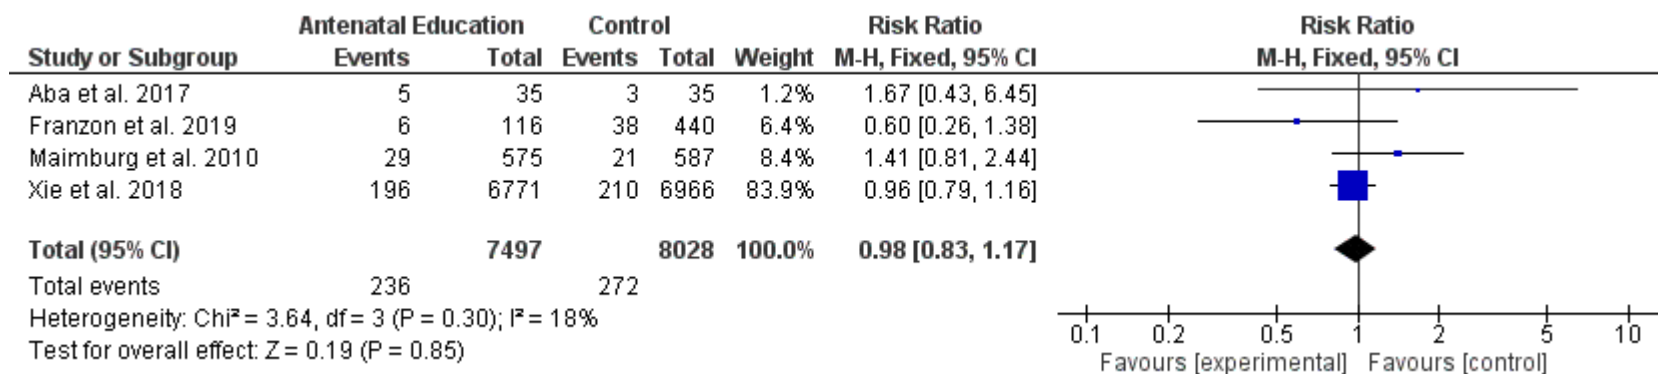 Antenatal Education Control Risk Ratio Risk Ratio
Study or Subgroup Events Total Events Total Weight M-H, Fixed, 95% CI M-H, Fixed, 95% CI
Aba et al. 2017 5 35 3 35 1.2% 1.67 [0.43, 6.45]
Franzon et al. 2019 6 116 38 440 6.4% 0.60 [0.26, 1.38]
Maimburg et al. 2010 29 575 21 587 8.4% 1.41 [0.81, 2.44]
Xie et al. 2018 196 6771 210 6966 83.9% 0.96 [0.79, 1.16]
Total (95% CI) 7497 8028 100.0% 0.98 [0.83, 1.17]
Total events 236 272
Heterogeneity: Chi² = 3.64, df = 3 (P = 0.30); I² = 18%
Test for overall effect: Z = 0.19 (P = 0.85)
0.1 0.2 0.5 1 2 5 10
Favours [experimental] Favours [control]